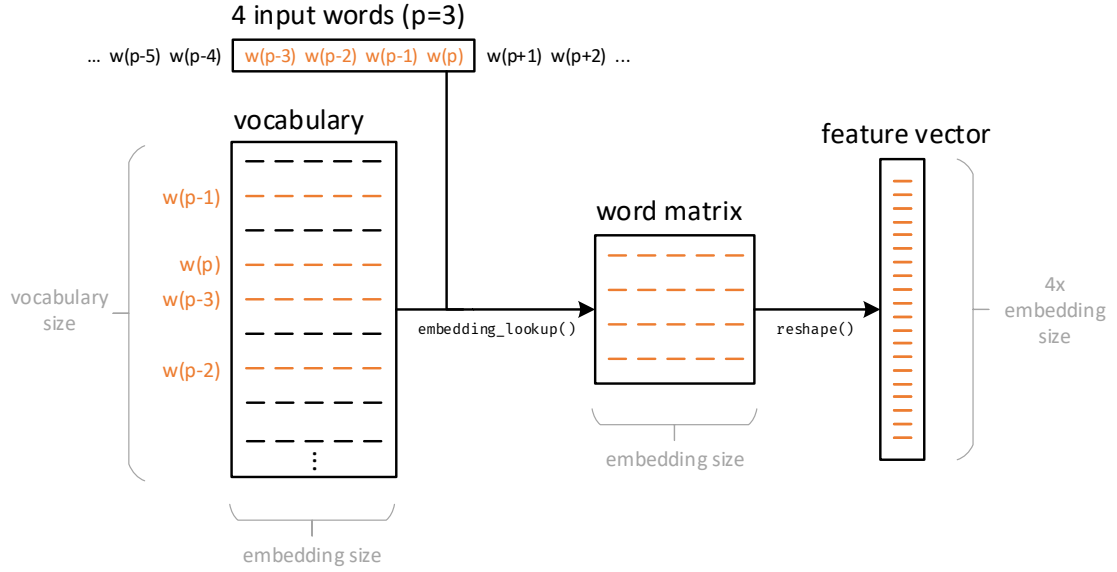 4 input words (p=3)
... w(p-5) w(p-4) w(p-3) w(p-2) w(p-1) w(p) w(p+1) w(p+2) ...
vocabulary
feature vector
w(p-1)
word matrix
w(p)
w(p-3)
vocabulary
size
4x
embedding
size
embedding_lookup()
reshape()
w(p-2)
embedding size
embedding size